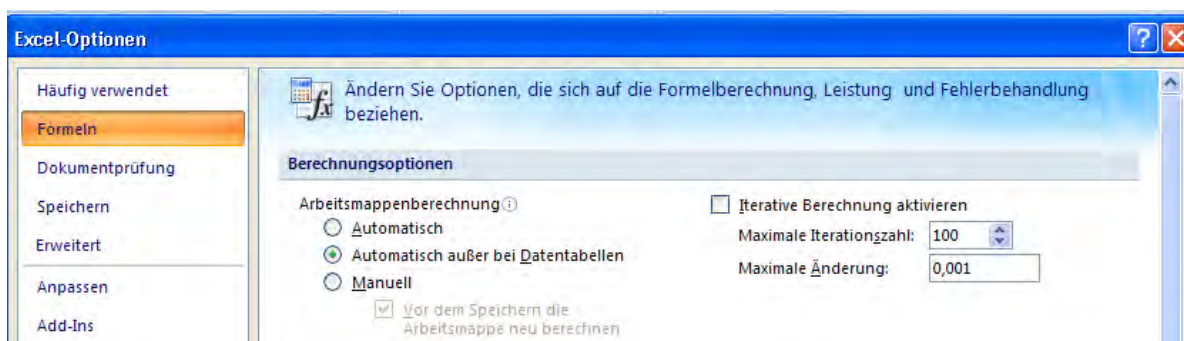 Excel-Optionen
Häufig verwendet
Formeln
Dokumentprüfung
Speichern
Erweitert
Anpassen
Add-Ins
Ändern Sie Optionen, die sich auf die Formelberechnung, Leistung und Fehlerbehandlung
beziehen.
Berechnungsoptionen
Arbeitsmappenberechnung
Automatisch
Automatisch außer bei Datentabellen
Manuell
Vor dem Speichern die
Arbeitsmappe neu berechnen
Iterative Berechnung aktivieren
Maximale Iterationszahl: 100
Maximale Änderung: 0,001